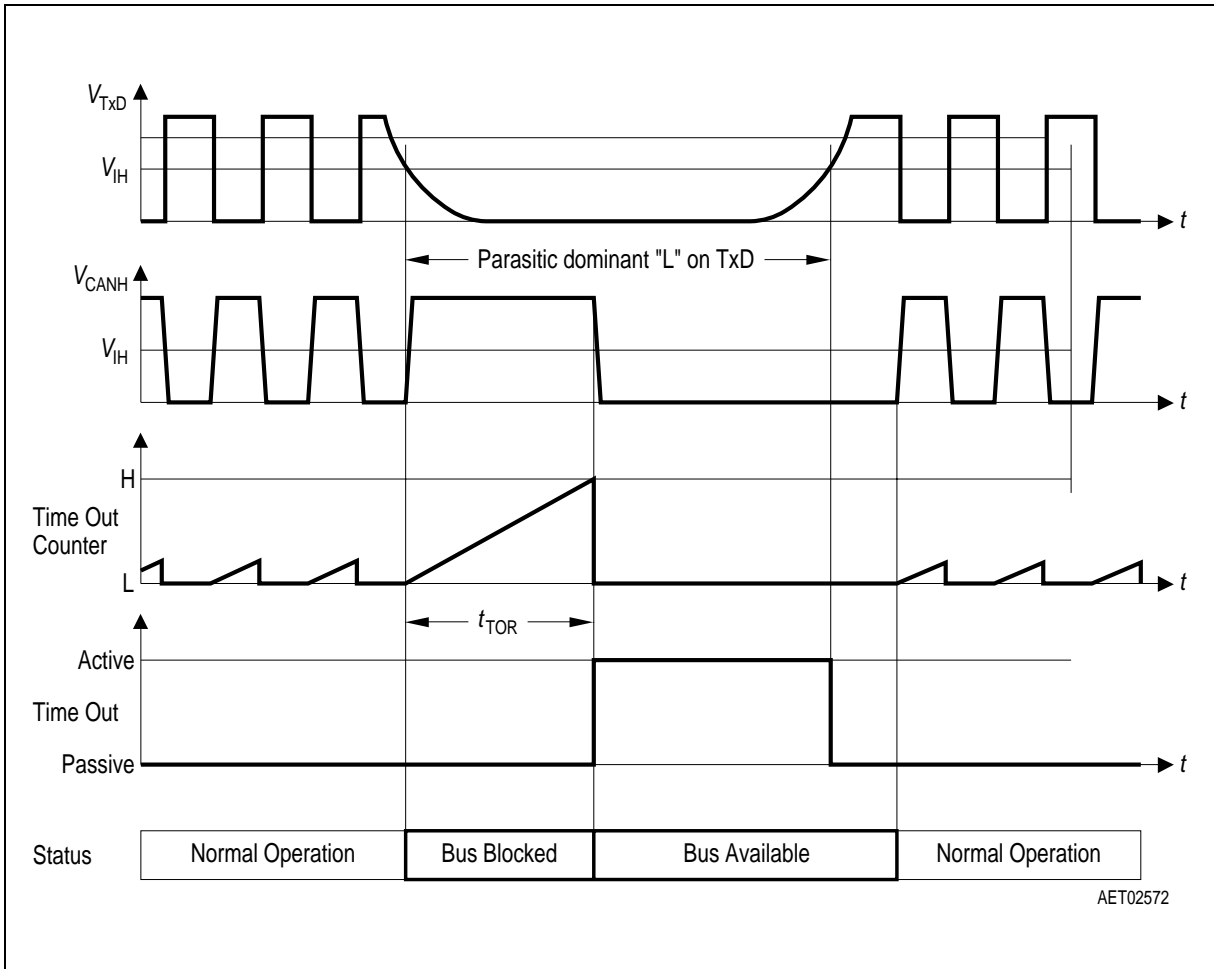 VTxD
VIH
t
Parasitic dominant "L" on TxD
VCANH
VIH
t
H
Time Out
Counter
L
t
tTOR
Active
Time Out
Passive
t
Status
Normal Operation
Bus Blocked
Bus Available
Normal Operation
AET02572